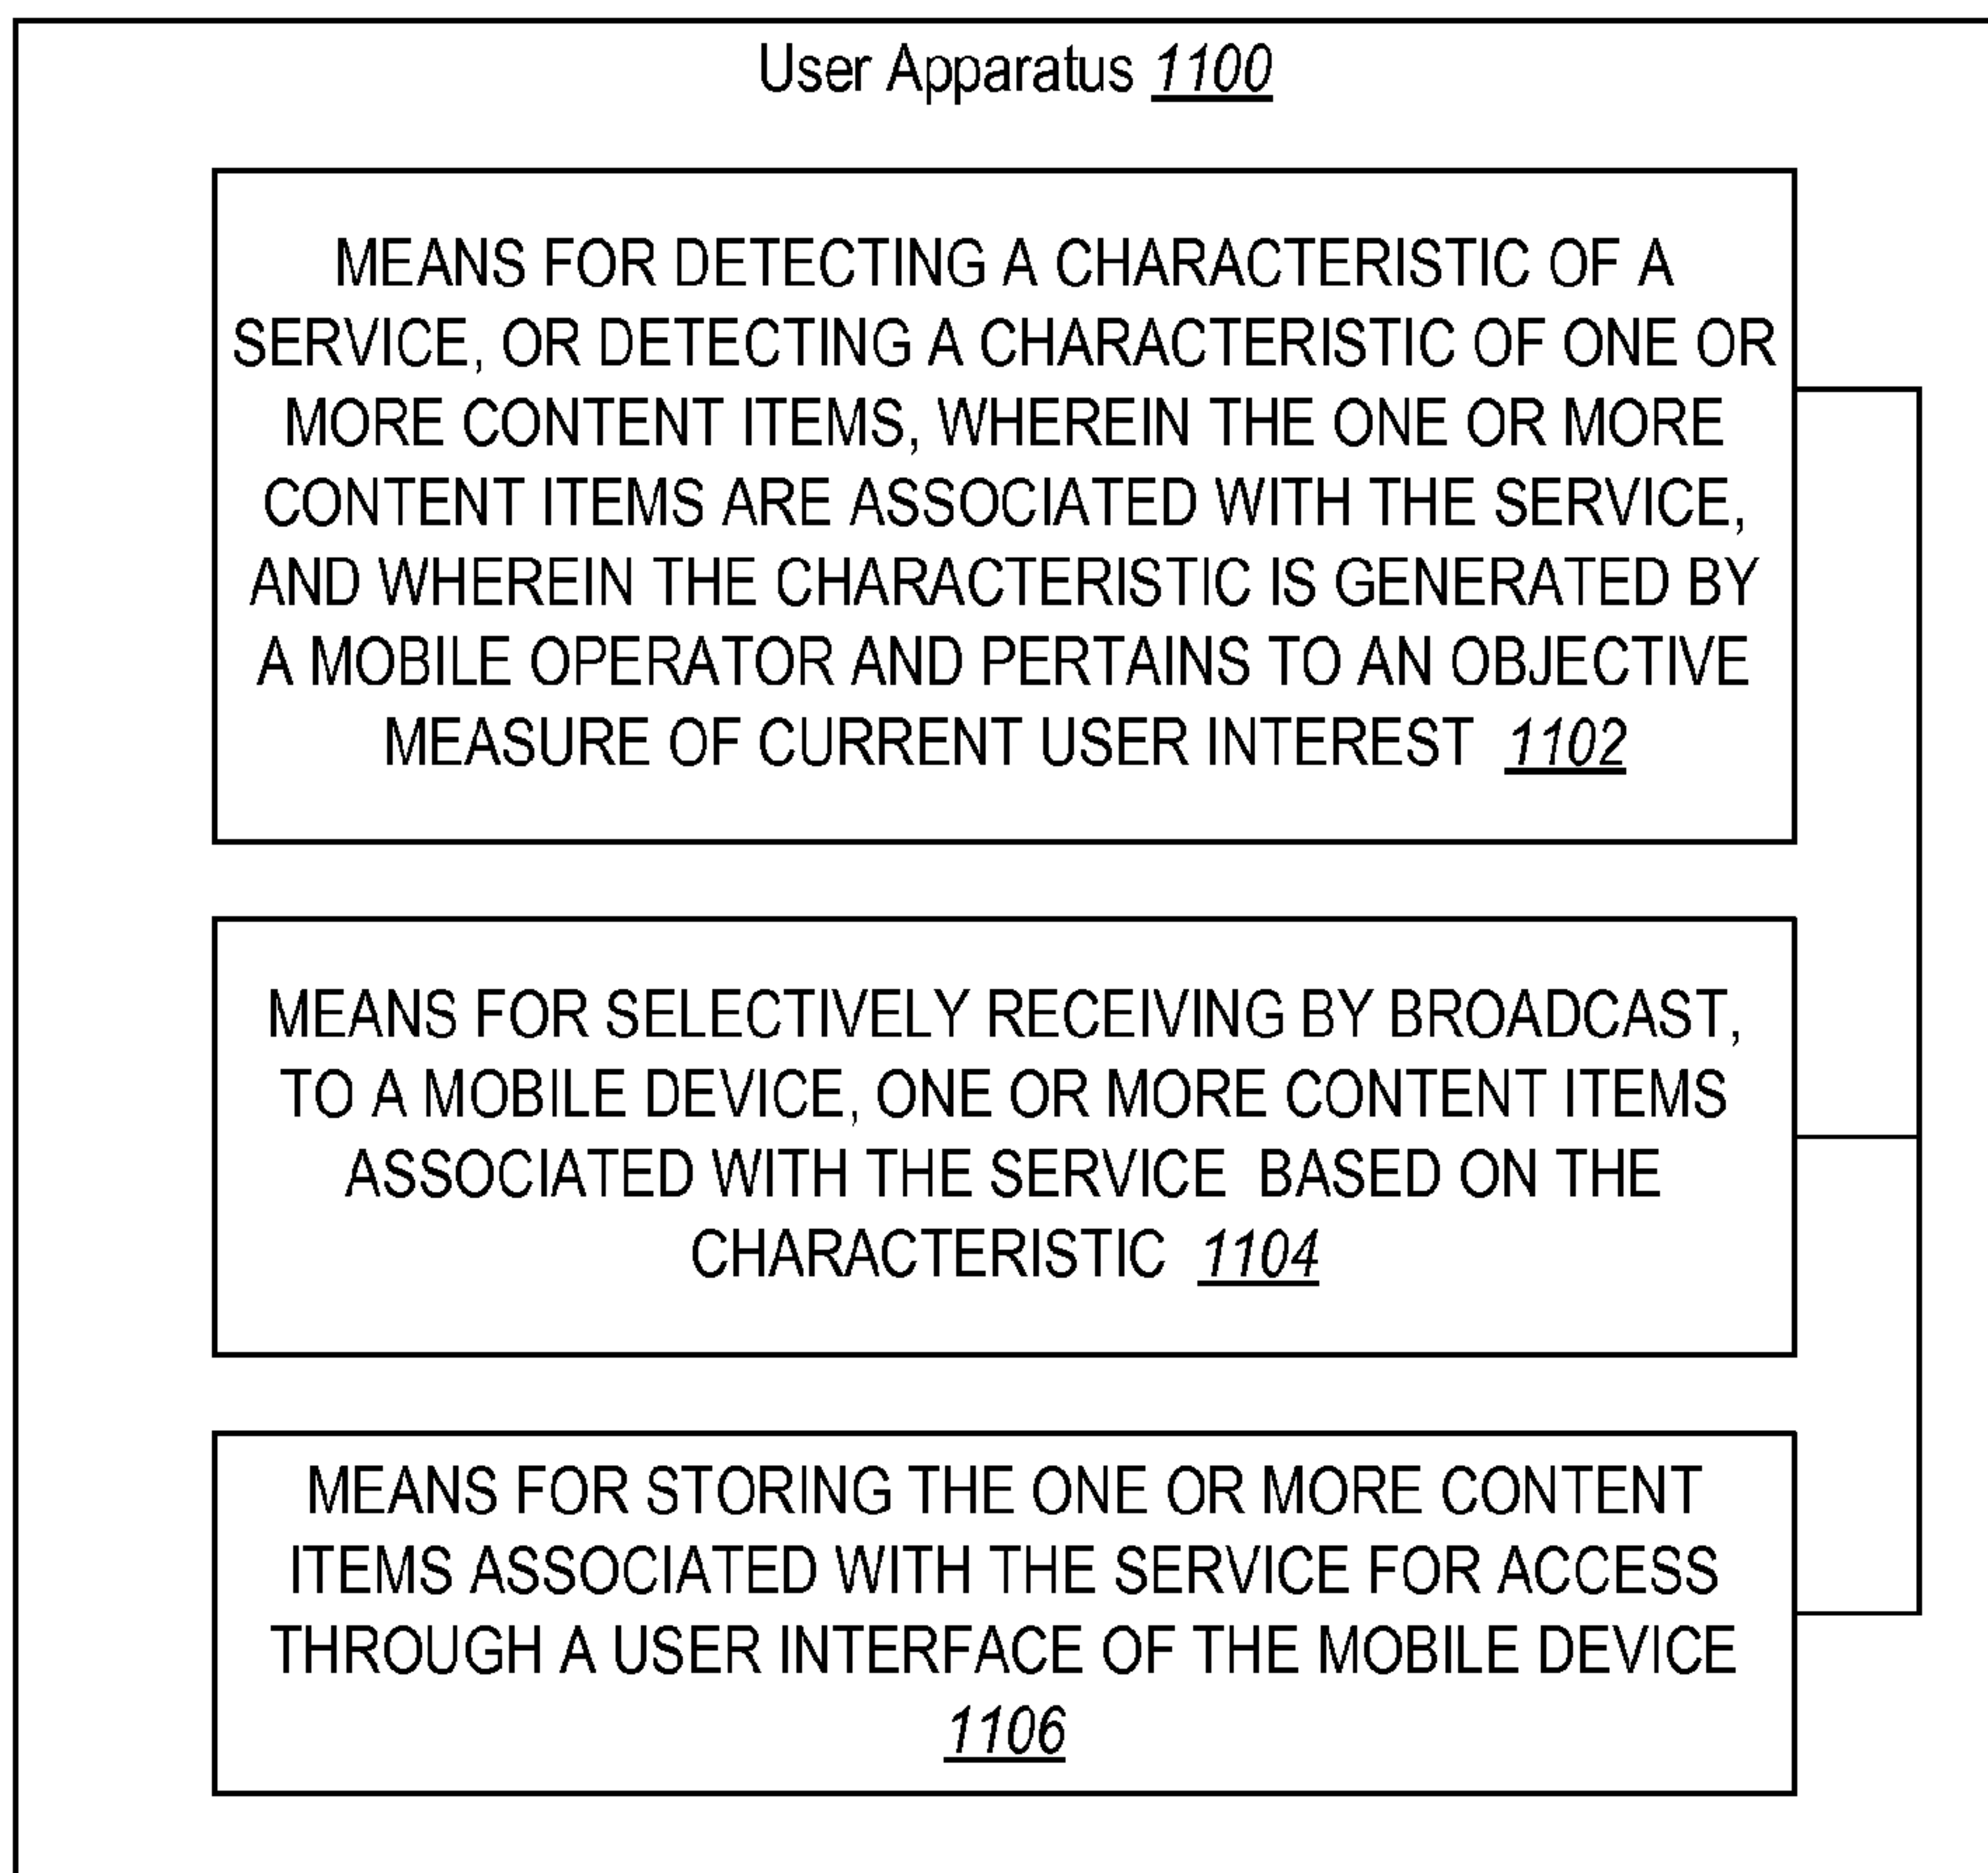 User Apparatus 1100
MEANS FOR DETECTING A CHARACTERISTIC OF A
SERVICE, OR DETECTING A CHARACTERISTIC OF ONE OR
MORE CONTENT ITEMS, WHEREIN THE ONE OR MORE
CONTENT ITEMS ARE ASSOCIATED WITH THE SERVICE,
AND WHEREIN THE CHARACTERISTIC IS GENERATED BY
A MOBILE OPERATOR AND PERTAINS TO AN OBJECTIVE
MEASURE OF CURRENT USER INTEREST 1102
MEANS FOR SELECTIVELY RECEIVING BY BROADCAST,
TO A MOBILE DEVICE, ONE OR MORE CONTENT ITEMS
ASSOCIATED WITH THE SERVICE BASED ON THE
CHARACTERISTIC 1104
MEANS FOR STORING THE ONE OR MORE CONTENT
ITEMS ASSOCIATED WITH THE SERVICE FOR ACCESS
THROUGH A USER INTERFACE OF THE MOBILE DEVICE
1106